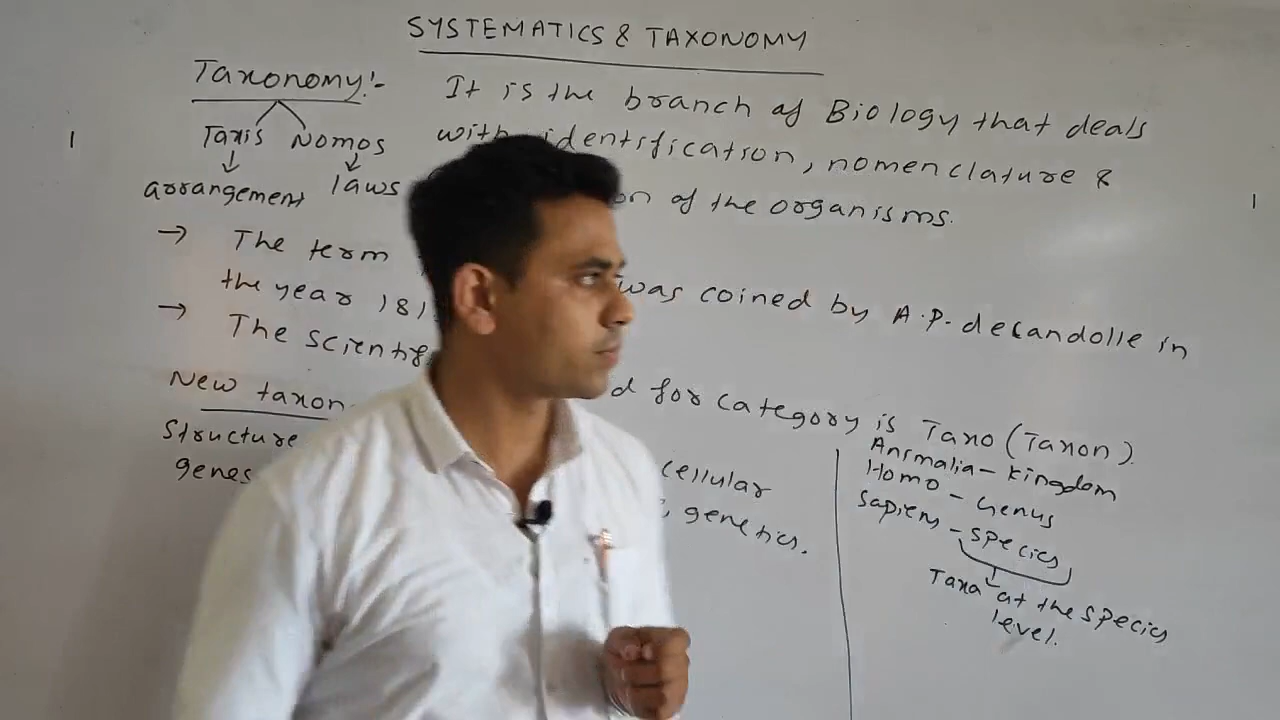 SYSTEMATICS & TAXONOMY
Taxonomy:- It is the branch of Biology that deals
Taxis Nomos with identification, nomenclature &
arrangement laws on of the organisms.
→ The term was coined by A.P. decandolle in
the year 181
→ The scientif d for category is Taxo (Taxon).
New taxon
Structure cellular
genes , genetics.
Animalia - Kingdom
Homo - Genus
Sapiens - species
Taxa at the species
level.